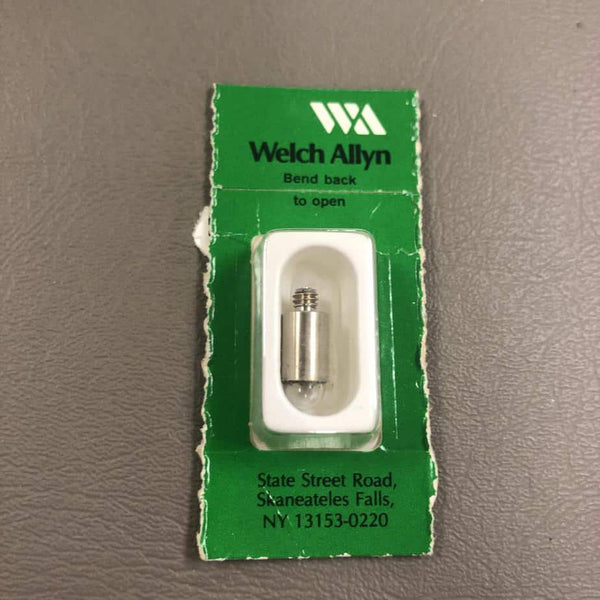 WA
Welch Allyn
Bend back
to open
State Street Road,
Skaneateles Falls,
NY 13153-0220